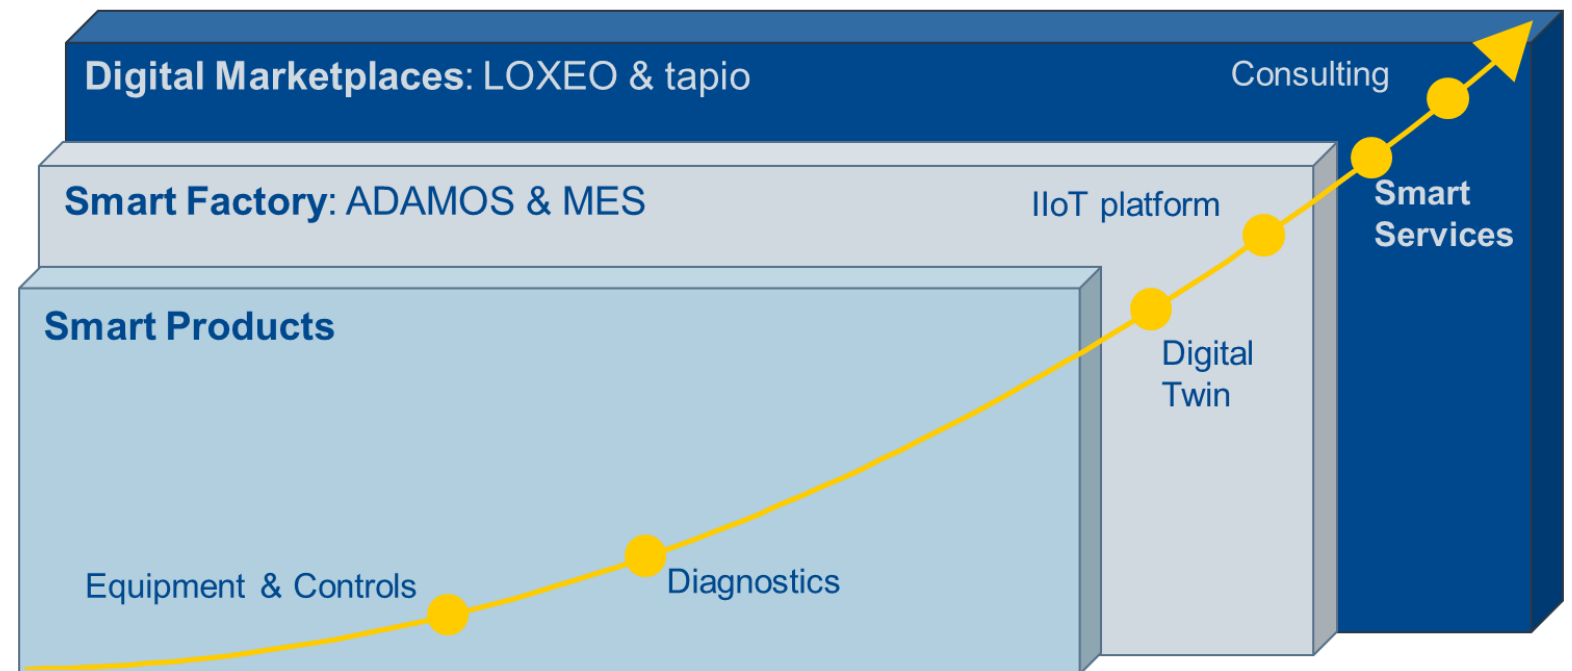 Digital Marketplaces: LOXEO & tapio
Consulting
Smart Factory: ADAMOS & MES
IIoT platform
Smart
Services
Smart Products
Digital
Twin
Equipment & Controls
Diagnostics